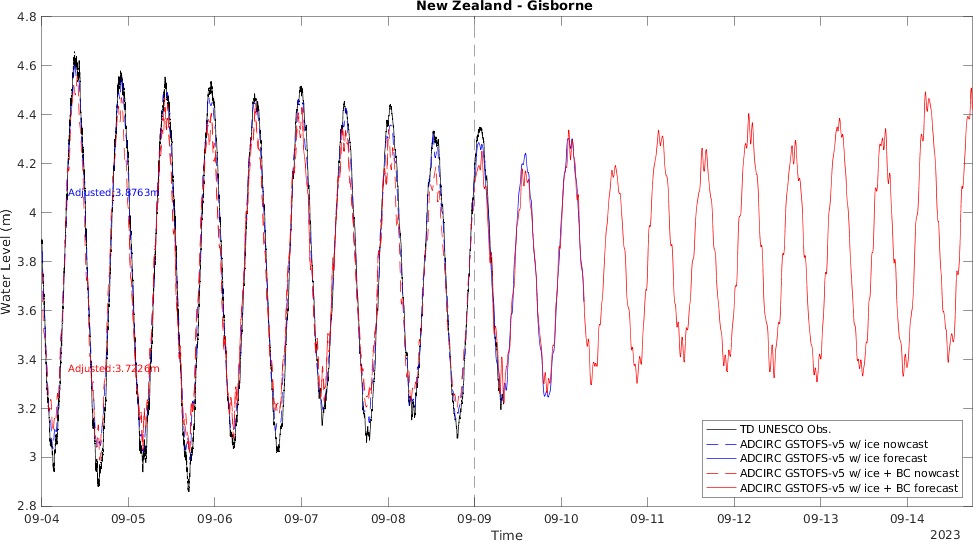 New Zealand - Gisborne
4.8
4.6
4.4
4.2
4
3.8
3.6
3.4
3.2
3
2.8
Water Level (m)
Adjusted:3.8763m
Adjusted:3.7226m
TD UNESCO Obs.
ADCIRC GSTOFS-v5 w/ ice nowcast
ADCIRC GSTOFS-v5 w/ ice forecast
ADCIRC GSTOFS-v5 w/ ice + BC nowcast
ADCIRC GSTOFS-v5 w/ ice + BC forecast
09-04 09-05 09-06 09-07 09-08 09-09 09-10 09-11 09-12 09-13 09-14
Time
2023